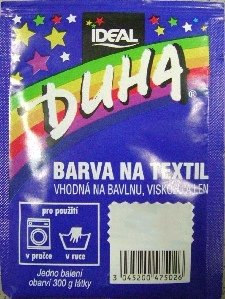 IDEAL
DUHA®
BARVA NA TEXTIL
VHODNÁ NA BAVLNU, VISKÓZU A LEN
pro použití
v pračce
v ruce
Jedno balení
obarví 300 g látky
3 045200 475026